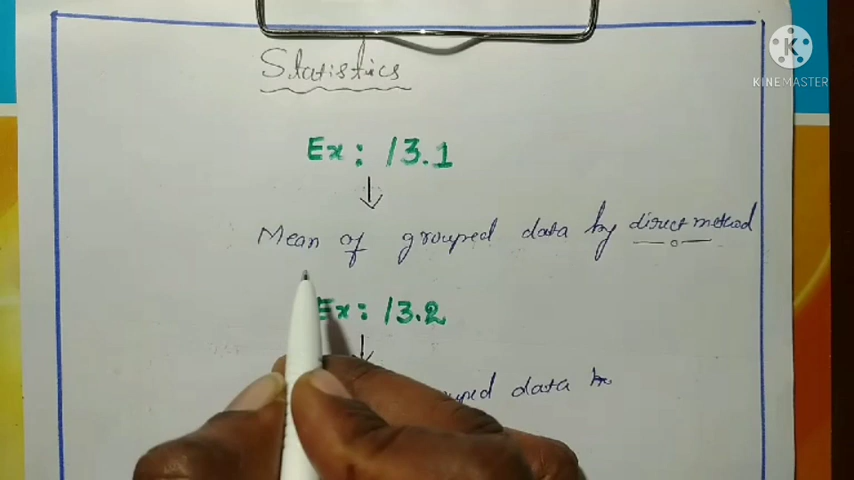 K
KINEMASTER
Statistics
Ex: 13.1
Mean of grouped data by direct method
Ex: 13.2
data